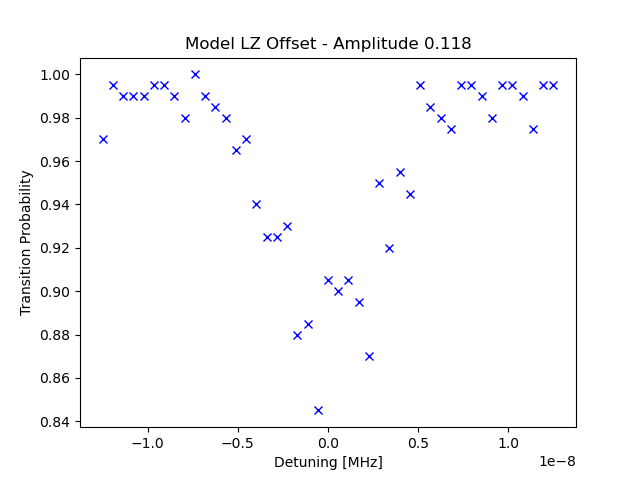 Model LZ Offset - Amplitude 0.118
Transition Probability
1.00
0.98
0.96
0.94
0.92
0.90
0.88
0.86
0.84
−1.0 −0.5 0.0 0.5 1.0
1e−8
Detuning [MHz]